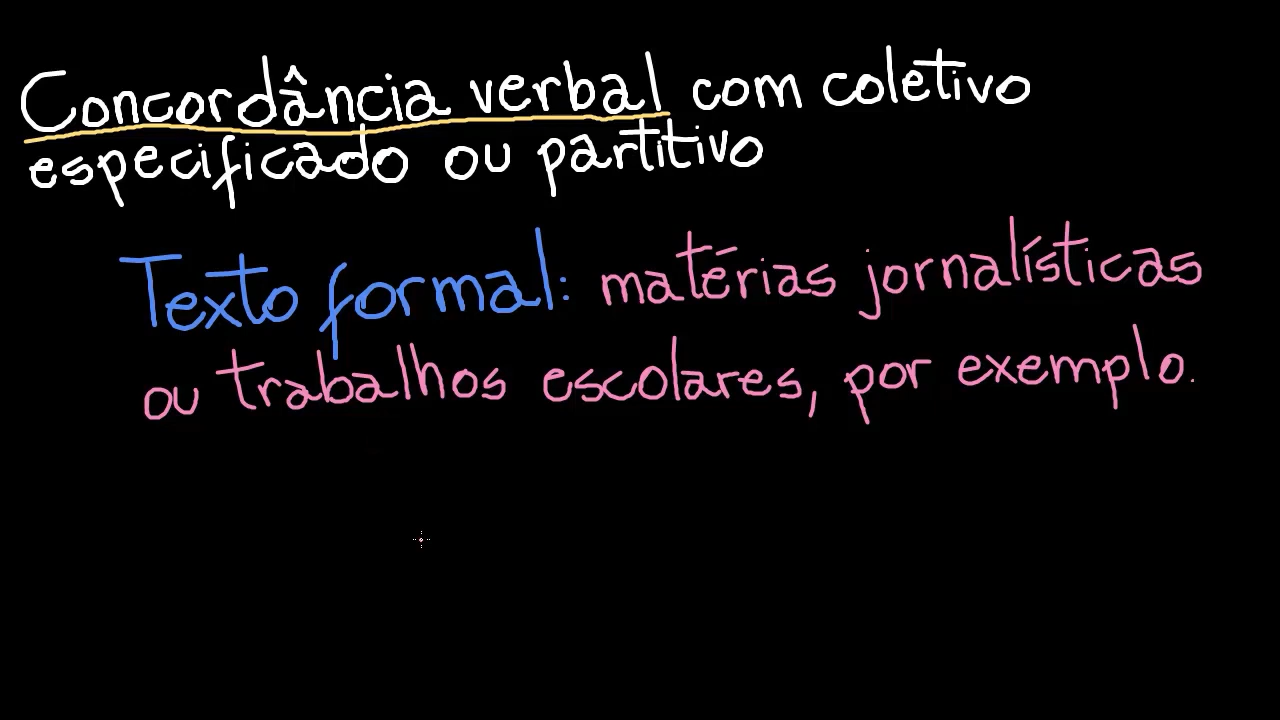 Concordância verbal com coletivo
especificado ou partitivo
Texto formal: matérias jornalísticas
ou trabalhos escolares, por exemplo.